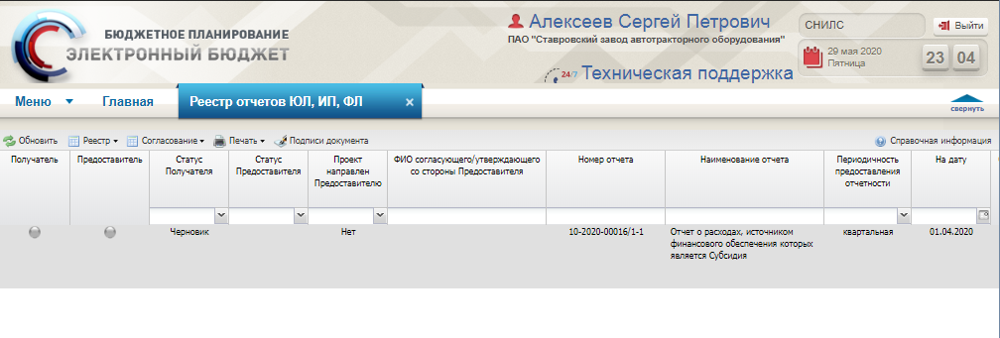 БЮДЖЕТНОЕ ПЛАНИРОВАНИЕ
ЭЛЕКТРОННЫЙ БЮДЖЕТ
Алексеев Сергей Петрович
ПАО "Ставровский завод автотракторного оборудования"
24/7 Техническая поддержка
СНИЛС
Выйти
29 мая 2020
Пятница
23 04
Меню
Главная
Реестр отчетов ЮЛ, ИП, ФЛ
свернуть
Обновить Реестр Согласование Печать Подписи документа Справочная информация
Получатель
Предоставитель
Статус
Получателя
Статус
Предоставителя
Проект
направлен
Предоставителю
ФИО согласующего/утверждающего
со стороны Предоставителя
Номер отчета
Наименование отчета
Периодичность
предоставления
отчетности
На дату
Черновик
Нет
10-2020-00016/1-1
Отчет о расходах, источником
финансового обеспечения которых
является Субсидия
квартальная
01.04.2020